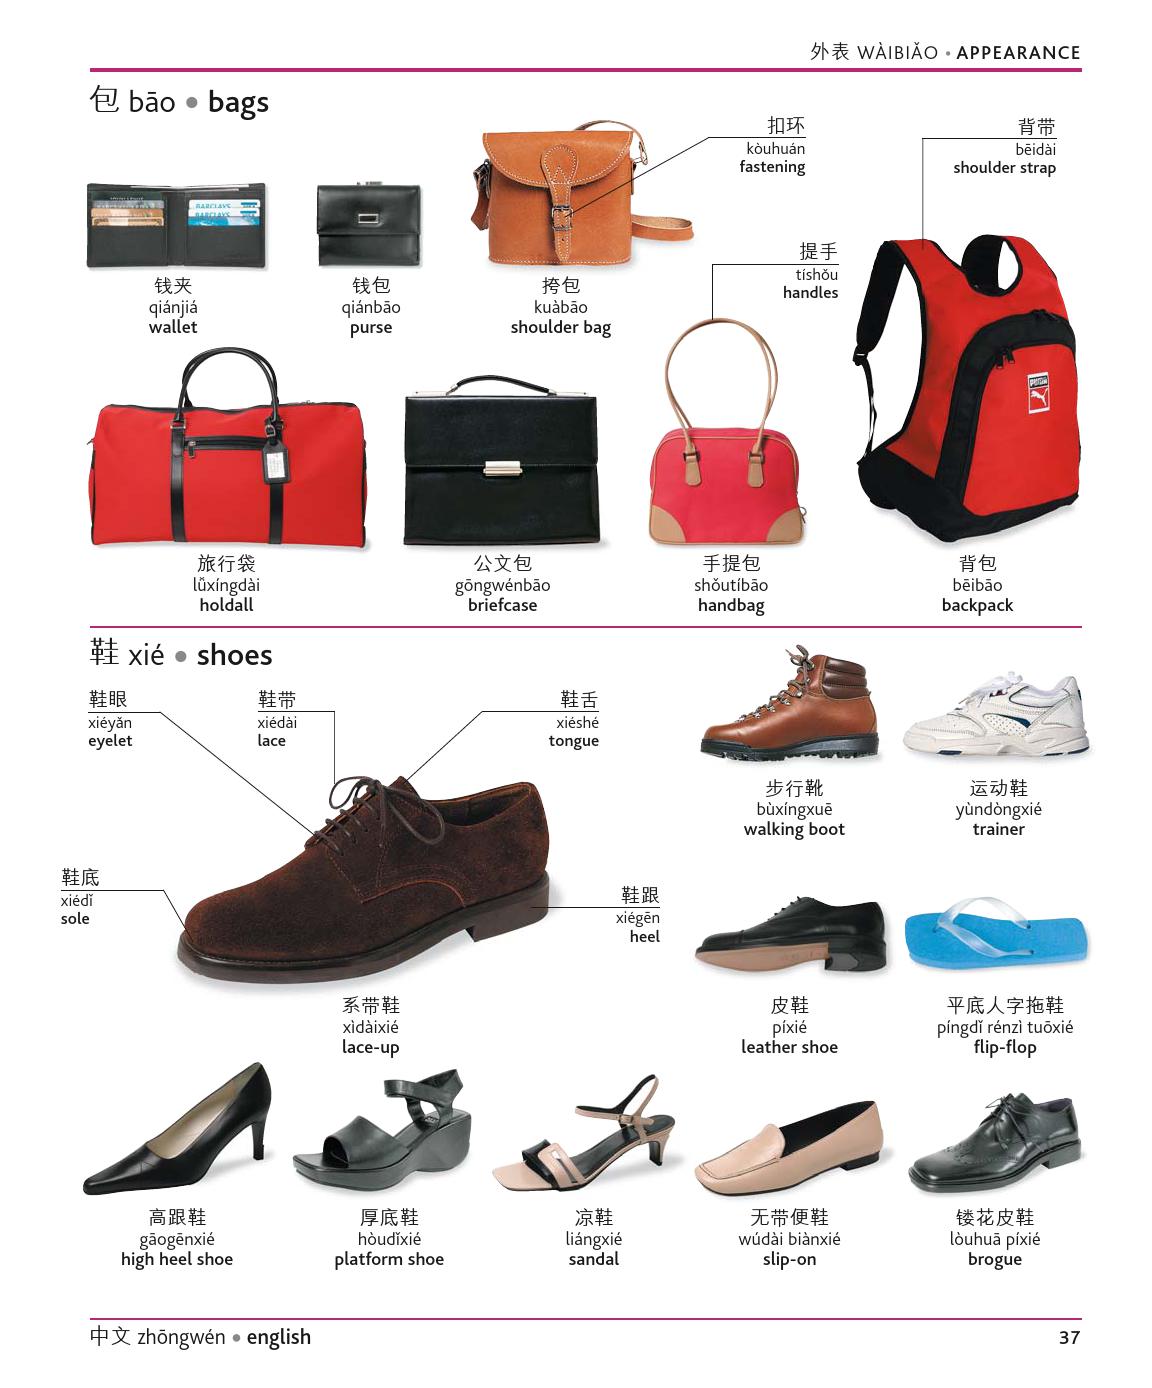 外表 WÀIBIǍO • APPEARANCE
包 bāo • bags
扣环
kòuhuán
fastening
背带
bēidài
shoulder strap
BARCLAYS
BARCLAYS
钱夹
qiánjiá
wallet
钱包
qiánbāo
purse
挎包
kuàbāo
shoulder bag
提手
tíshǒu
handles
旅行袋
lǚxíngdài
holdall
公文包
gōngwénbāo
briefcase
手提包
shǒutíbāo
handbag
背包
bēibāo
backpack
鞋 xié • shoes
鞋眼
xiéyǎn
eyelet
鞋带
xiédài
lace
鞋舌
xiéshé
tongue
鞋底
xiédǐ
sole
鞋跟
xiégēn
heel
系带鞋
xìdàixié
lace-up
步行靴
bùxíngxuē
walking boot
运动鞋
yùndòngxié
trainer
皮鞋
píxié
leather shoe
平底人字拖鞋
píngdǐ rénzì tuōxié
flip-flop
高跟鞋
gāogēnxié
high heel shoe
厚底鞋
hòudǐxié
platform shoe
凉鞋
liángxié
sandal
无带便鞋
wúdài biànxié
slip-on
镂花皮鞋
lòuhuā píxié
brogue
中文 zhōngwén • english
37